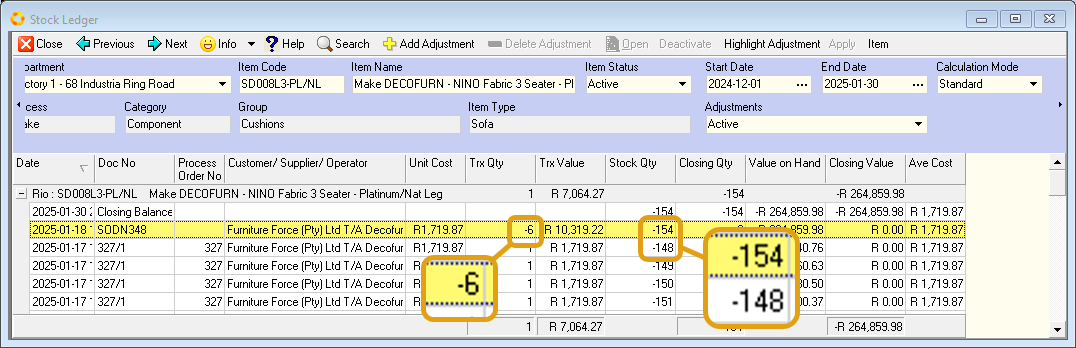 Stock Ledger
Close Previous Next Info Help Search Add Adjustment Delete Adjustment Open Deactivate Highlight Adjustment Apply Item
partment Item Code Item Name Item Status Start Date End Date Calculation Mode
ctory 1 - 68 Industria Ring Road SD008L3-PL/NL Make DECOFURN - NINO Fabric 3 Seater - Pl Active 2024-12-01 ... 2025-01-30 ... Standard
cess Category Group Item Type Adjustments
ake Component Cushions Sofa Active
Date Doc No Process Order No Customer/ Supplier/ Operator Unit Cost Trx Qty Trx Value Stock Qty Closing Qty Value on Hand Closing Value Ave Cost
Rio : SD008L3-PL/NL Make DECOFURN - NINO Fabric 3 Seater - Platinum/Nat Leg 1 R 7,064.27 -154 -R 264,859.98
2025-01-30 Closing Balance -154 -154 -R 264,859.98 -R 264,859.98 R 1,719.87
2025-01-18 SODN348 Furniture Force (Pty) Ltd T/A Decofur R1,719.87 -6 R 10,319.22 -154 -R 264,859.98 R 0.00 R 1,719.87
2025-01-17 327/1 327 Furniture Force (Pty) Ltd T/A Decofur 1 R 1,719.87 -148 40.76 R 0.00 R 1,719.87
2025-01-17 327/1 327 Furniture Force (Pty) Ltd T/A Decofur 1 R 1,719.87 -149 60.63 R 0.00 R 1,719.87
2025-01-17 327/1 327 Furniture Force (Pty) Ltd T/A Decofur 1 R 1,719.87 80.50 R 0.00 R 1,719.87
2025-01-17 327/1 327 Furniture Force (Pty) Ltd T/A Decofur 1 R 1,719.87 -151 00.37 R 0.00 R 1,719.87
1 R 7,064.27 -R 264,859.98
-6
-154
-148